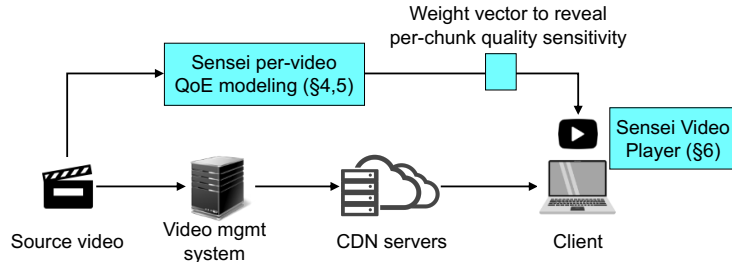 Weight vector to reveal
per-chunk quality sensitivity
Sensei per-video
QoE modeling (§4,5)
Sensei Video
Player (§6)
Source video
Video mgmt
system
CDN servers
Client